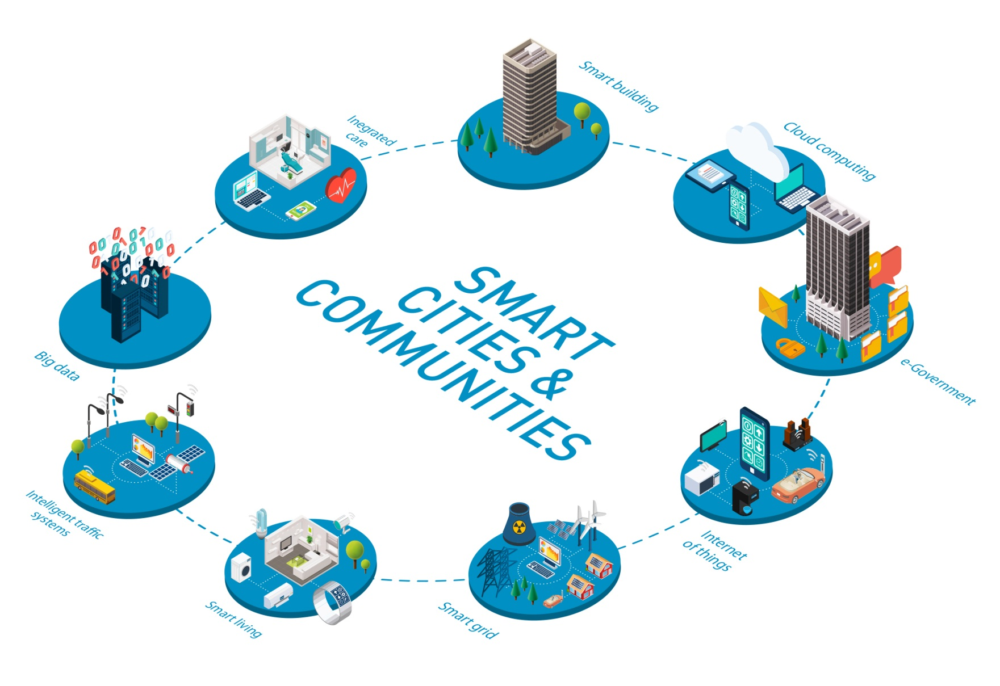 Smart building
Inegrated
care
Cloud computing
SMART
CITIES &
COMMUNITIES
Big data
e-Government
Intelligent traffic
systems
Internet
of things
Smart living
Smart grid